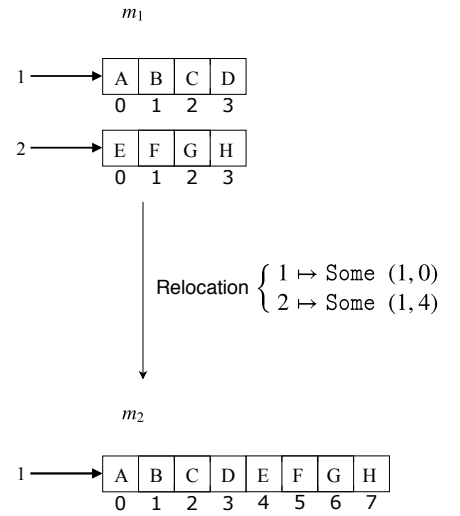 m₁
1 A B C D
0 1 2 3
2 E F G H
0 1 2 3
Relocation { 1 ↦ Some (1, 0)
2 ↦ Some (1, 4)
m₂
1 A B C D E F G H
0 1 2 3 4 5 6 7